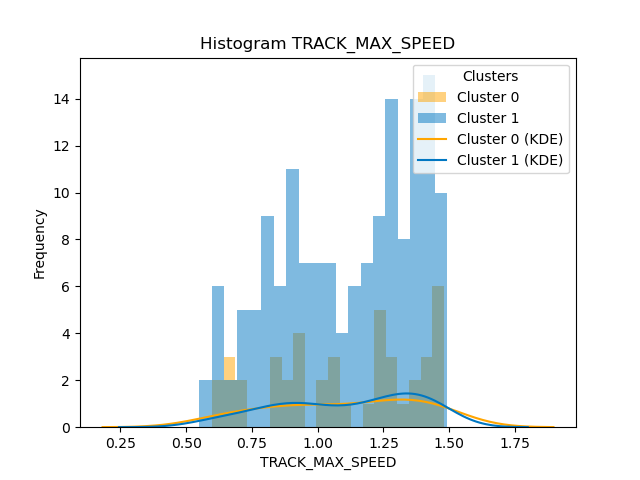 Histogram TRACK_MAX_SPEED
Clusters
Cluster 0
Cluster 1
Cluster 0 (KDE)
Cluster 1 (KDE)
Frequency
14
12
10
8
6
4
2
0
0.25 0.50 0.75 1.00 1.25 1.50 1.75
TRACK_MAX_SPEED